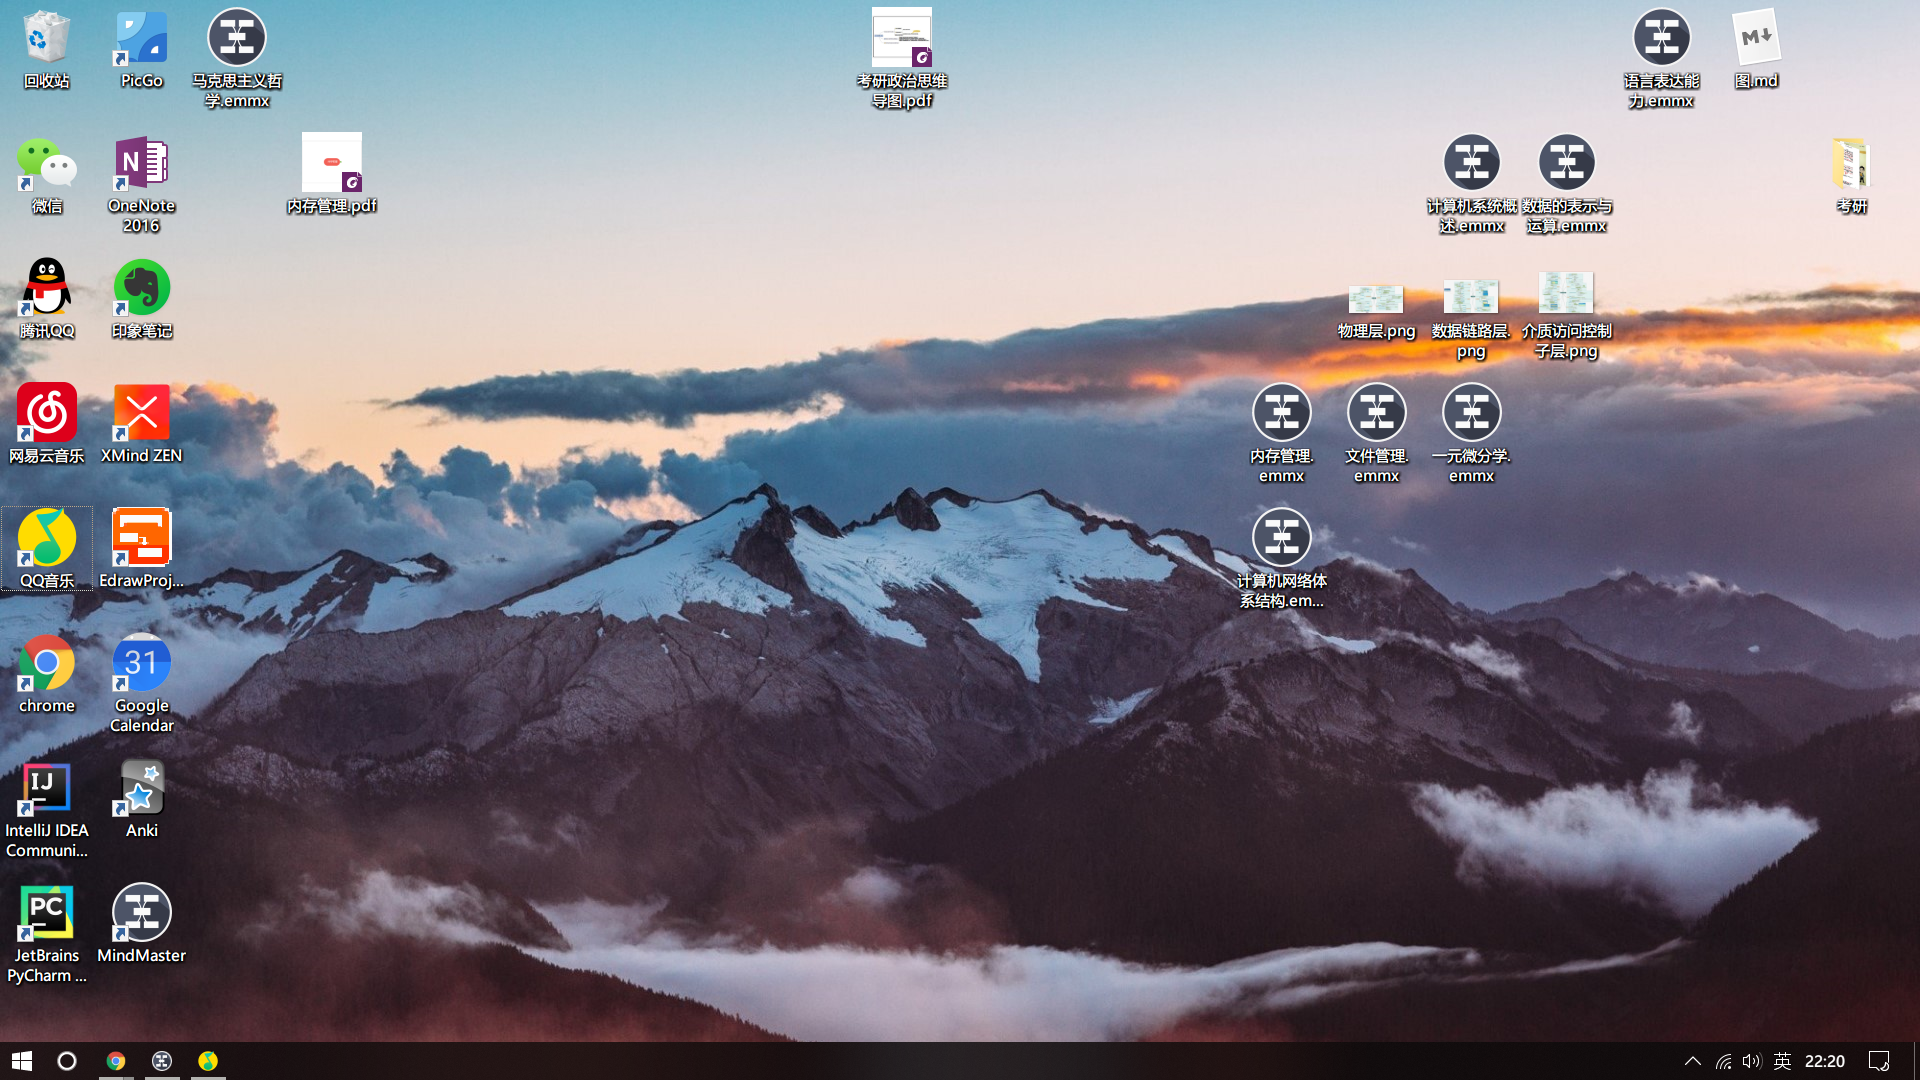 回收站
PicGo
马克思主义哲
学.emmx
考研政治思维
导图.pdf
语言表达能
力.emmx
M
图.md
微信
N
OneNote
2016
内存管理.pdf
计算机系统概
述.emmx
数据的表示与
运算.emmx
考研
腾讯QQ
印象笔记
物理层.png
数据链路层.
png
介质访问控制
子层.png
网易云音乐
XMind ZEN
内存管理.
emmx
文件管理.
emmx
一元微分学.
emmx
QQ音乐
EdrawProj...
计算机网络体
系结构.em...
chrome
31
Google
Calendar
IJ
IntelliJ IDEA
Communi...
Anki
PC
JetBrains
PyCharm ...
MindMaster
英
22:20